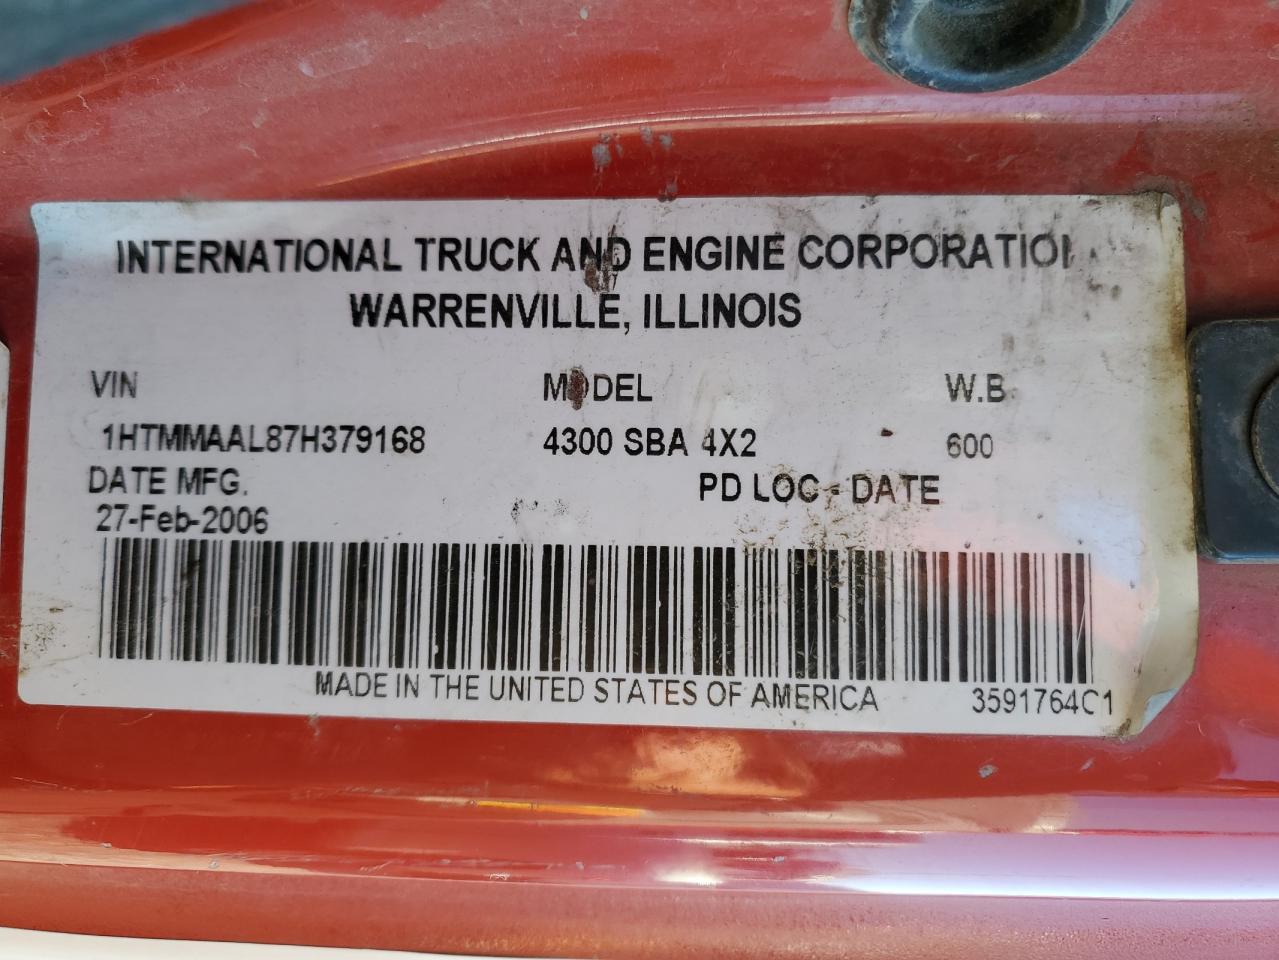 INTERNATIONAL TRUCK AND ENGINE CORPORATION
WARRENVILLE, ILLINOIS
VIN MODEL W.B
1HTMMAAL87H379168 4300 SBA 4X2 600
DATE MFG. PD LOC - DATE
27-Feb-2006
MADE IN THE UNITED STATES OF AMERICA 3591764C1